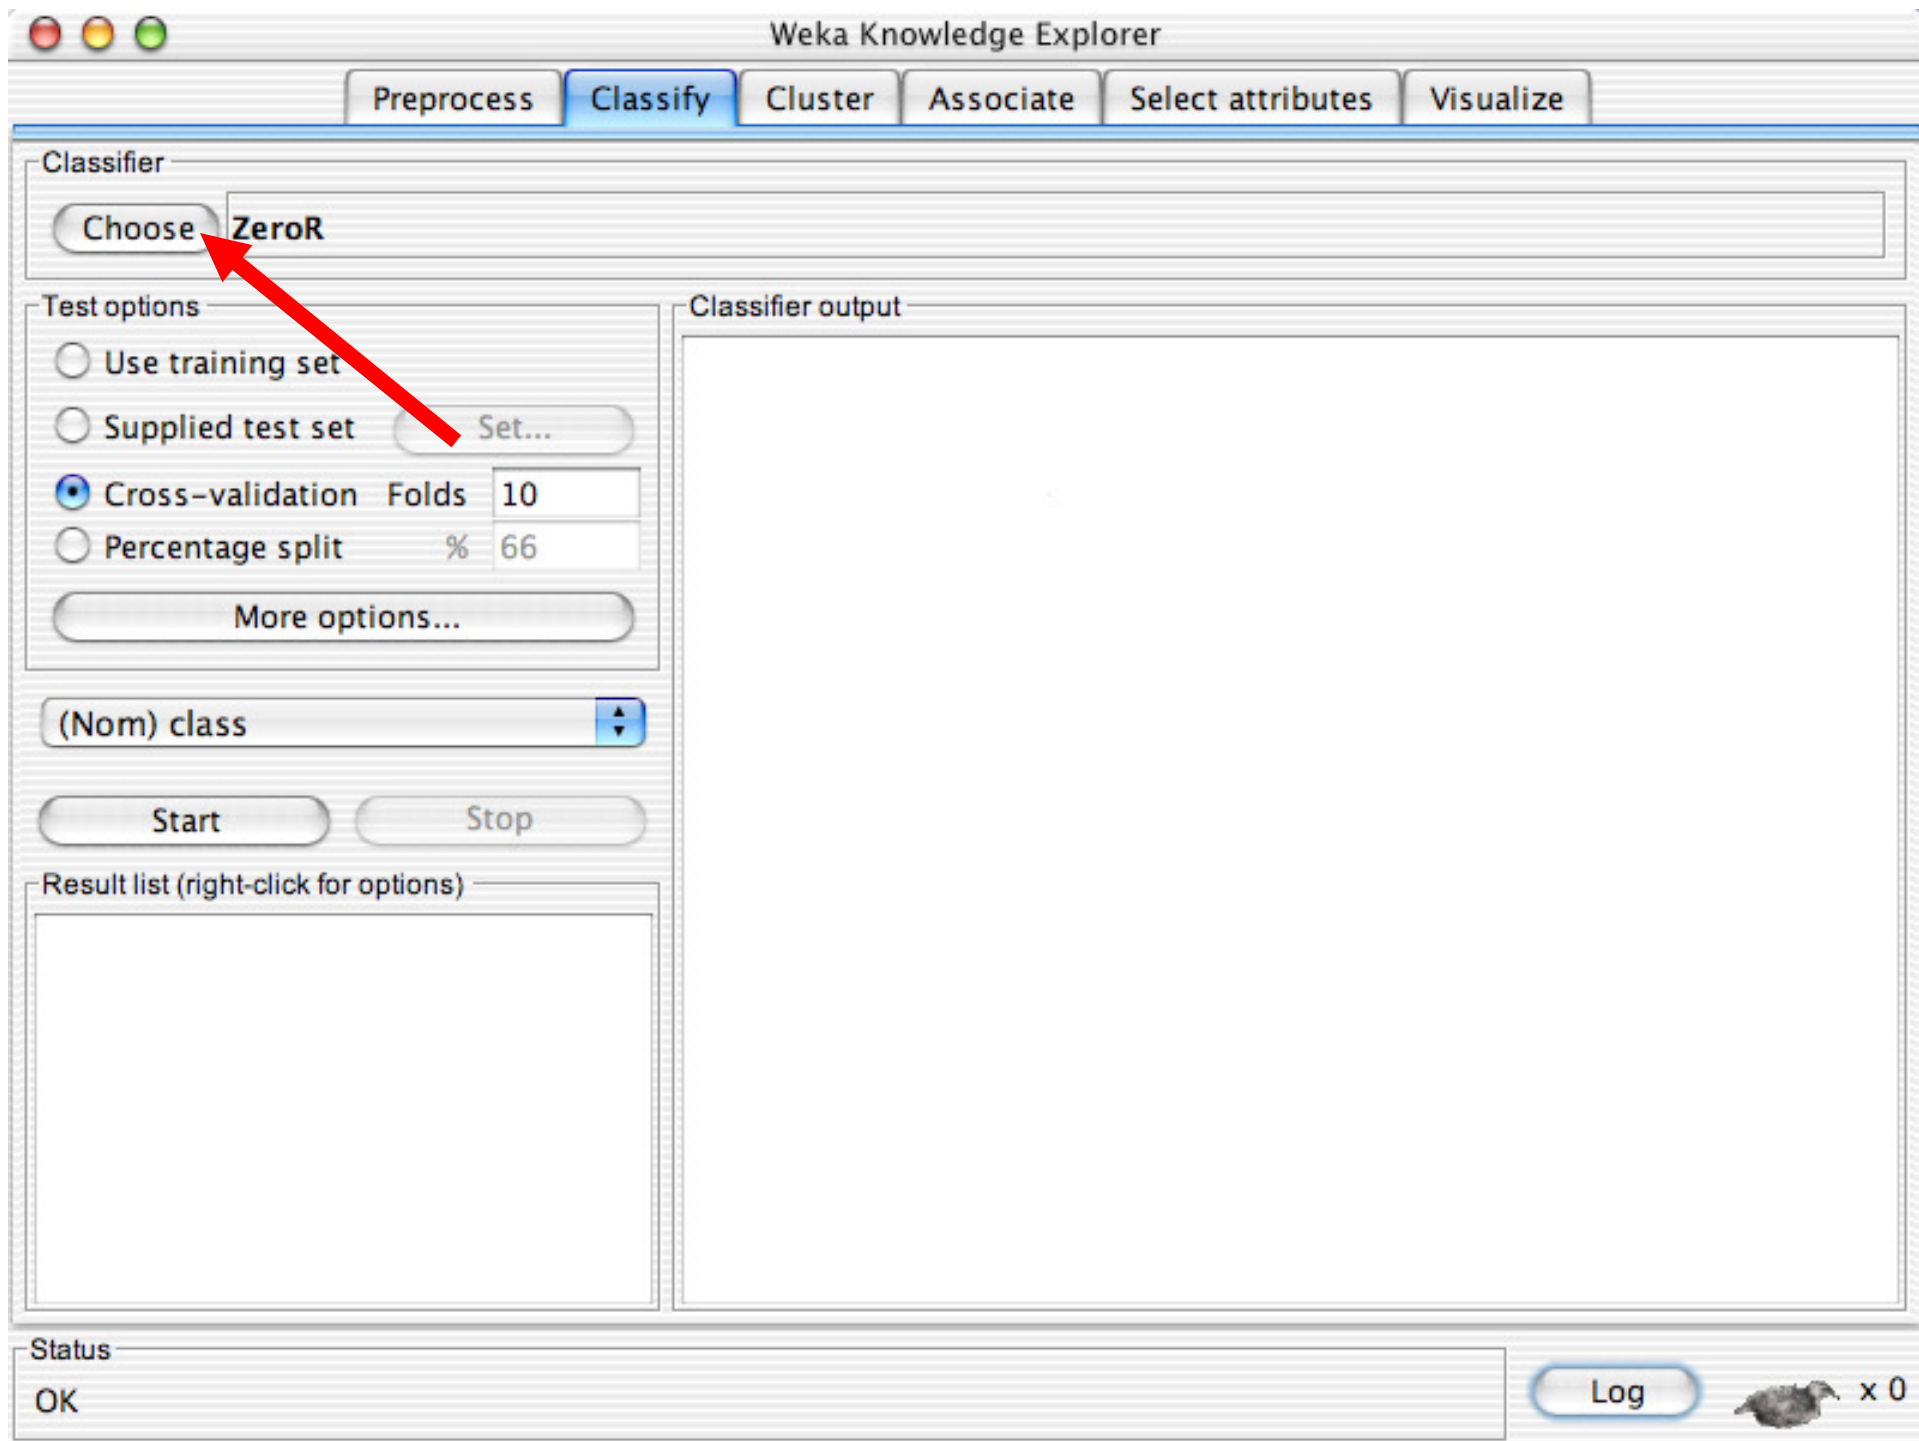 Weka Knowledge Explorer
Preprocess Classify Cluster Associate Select attributes Visualize
Classifier
Choose ZeroR
Test options
Use training set
Supplied test set Set...
Cross-validation Folds 10
Percentage split % 66
More options...
(Nom) class
Start Stop
Result list (right-click for options)
Classifier output
Status
OK
Log x 0